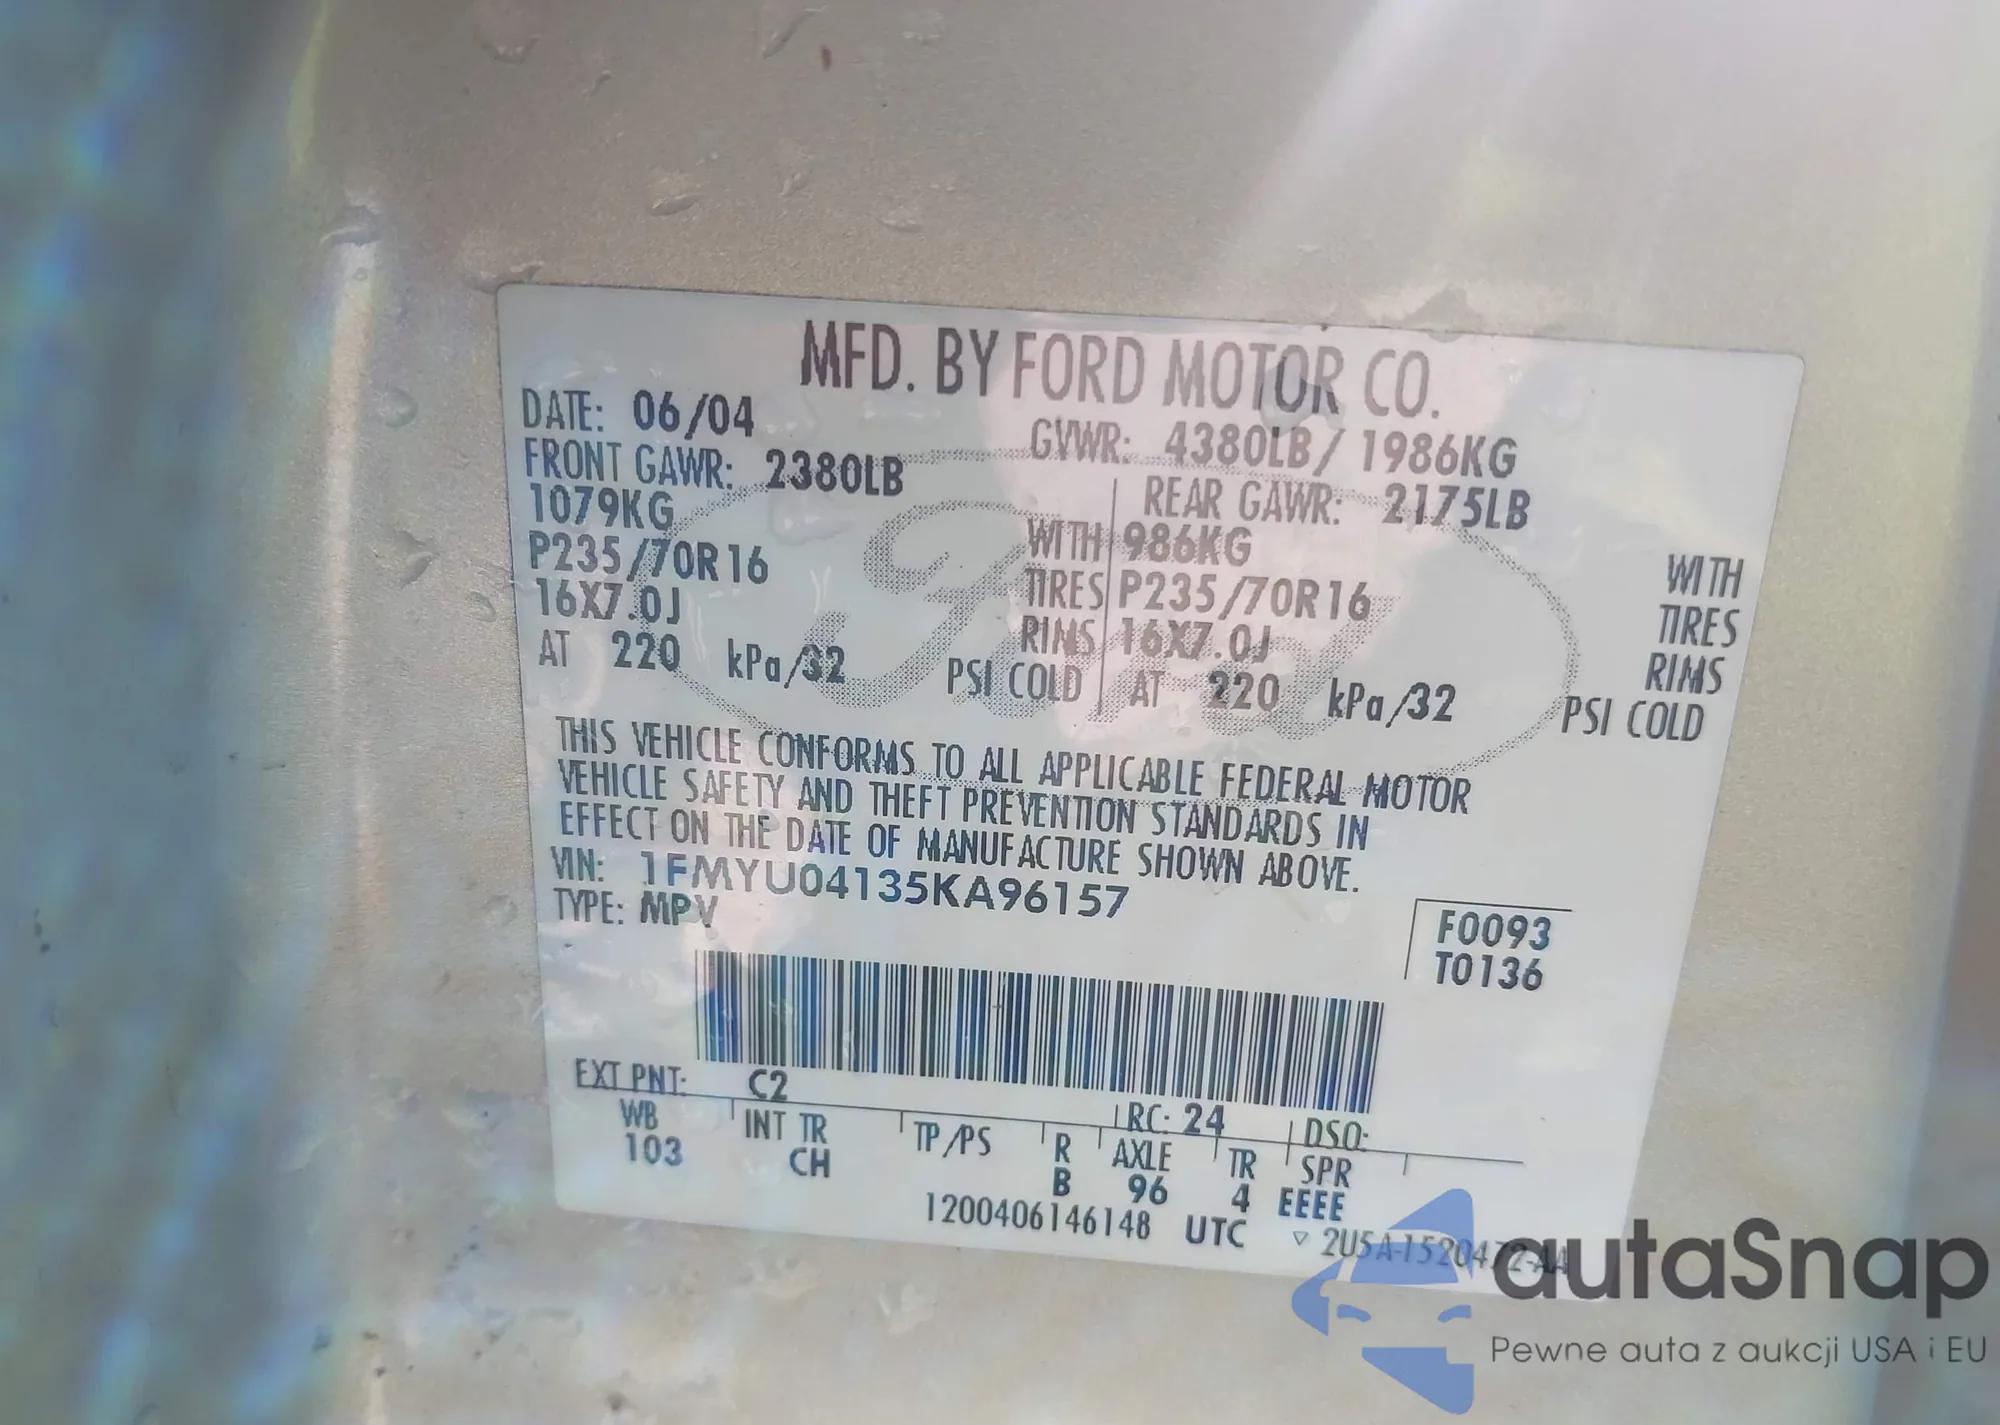 MFD. BY FORD MOTOR CO.
DATE: 06/04 GVWR: 4380LB/ 1986KG
FRONT GAWR: 2380LB REAR GAWR: 2175LB
1079KG WITH 986KG WITH
P235/70R16 TIRES P235/70R16 TIRES
16X7.0J RIMS 16X7.0J RIMS
AT 220 kPa/32 PSI COLD AT 220 kPa/32 PSI COLD
Ford
THIS VEHICLE CONFORMS TO ALL APPLICABLE FEDERAL MOTOR
VEHICLE SAFETY AND THEFT PREVENTION STANDARDS IN
EFFECT ON THE DATE OF MANUFACTURE SHOWN ABOVE.
VIN: 1FMYU04135KA96157
TYPE: MPV
F0093
T0136
EXT PNT: C2 RC: 24 DSO:
WB INT TR TP/PS R AXLE TR SPR
103 CH B 96 4 EEEE
1200406146148 UTC ▽ 2U5A-1520472-AA
autaSnap
Pewne auta z aukcji USA i EU